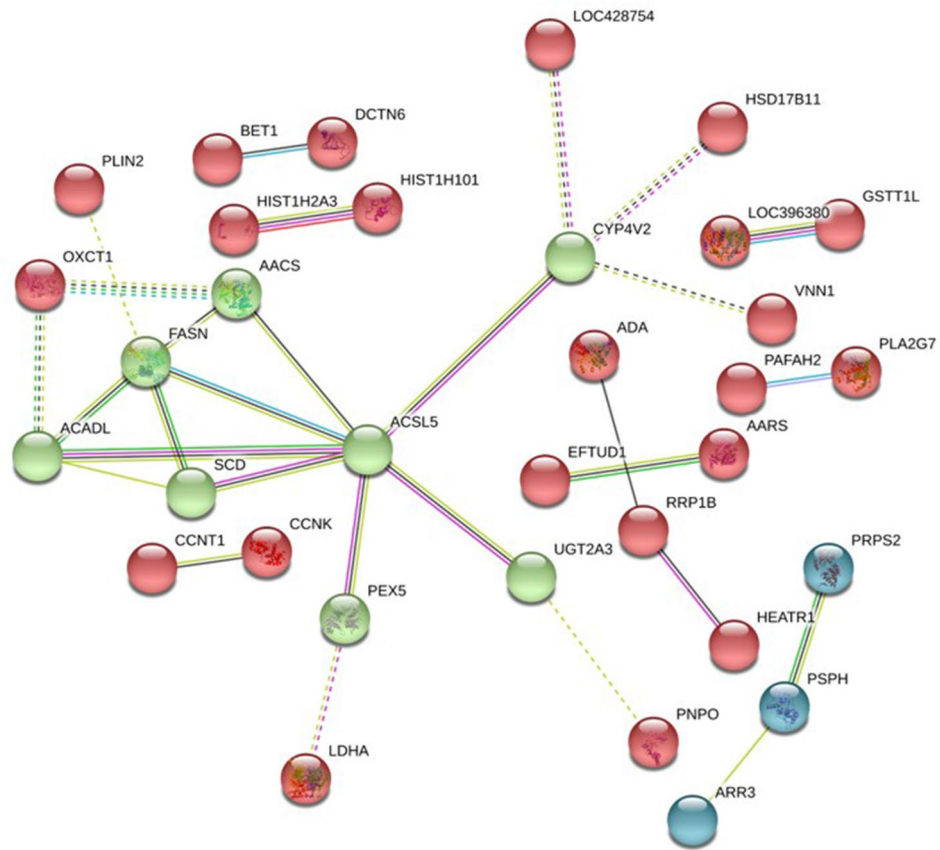 LOC428754
HSD17B11
DCTN6
BET1
PLIN2
HIST1H101
HIST1H2A3
GSTT1L
LOC396380
CYP4V2
OXCT1
AACS
VNN1
ADA
FASN
PLA2G7
PAFAH2
ACSL5
AARS
ACADL
EFTUD1
SCD
RRP1B
CCNK
CCNT1
UGT2A3
PRPS2
PEX5
HEATR1
PSPH
PNPO
LDHA
ARR3